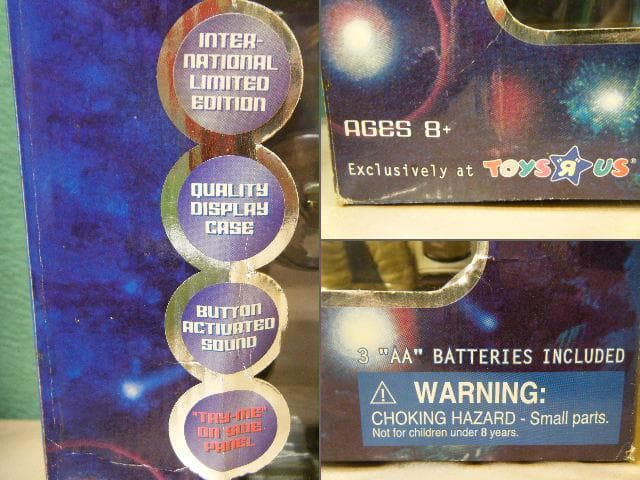 INTER-
NATIONAL
LIMITED
EDITION
QUALITY
DISPLAY
CASE
BUTTON
ACTIVATED
SOUND
"TRY-ME"
ON SIDE
PANEL
AGES 8+
Exclusively at TOYS"R"US®
3 "AA" BATTERIES INCLUDED
WARNING:
CHOKING HAZARD - Small parts.
Not for children under 8 years.